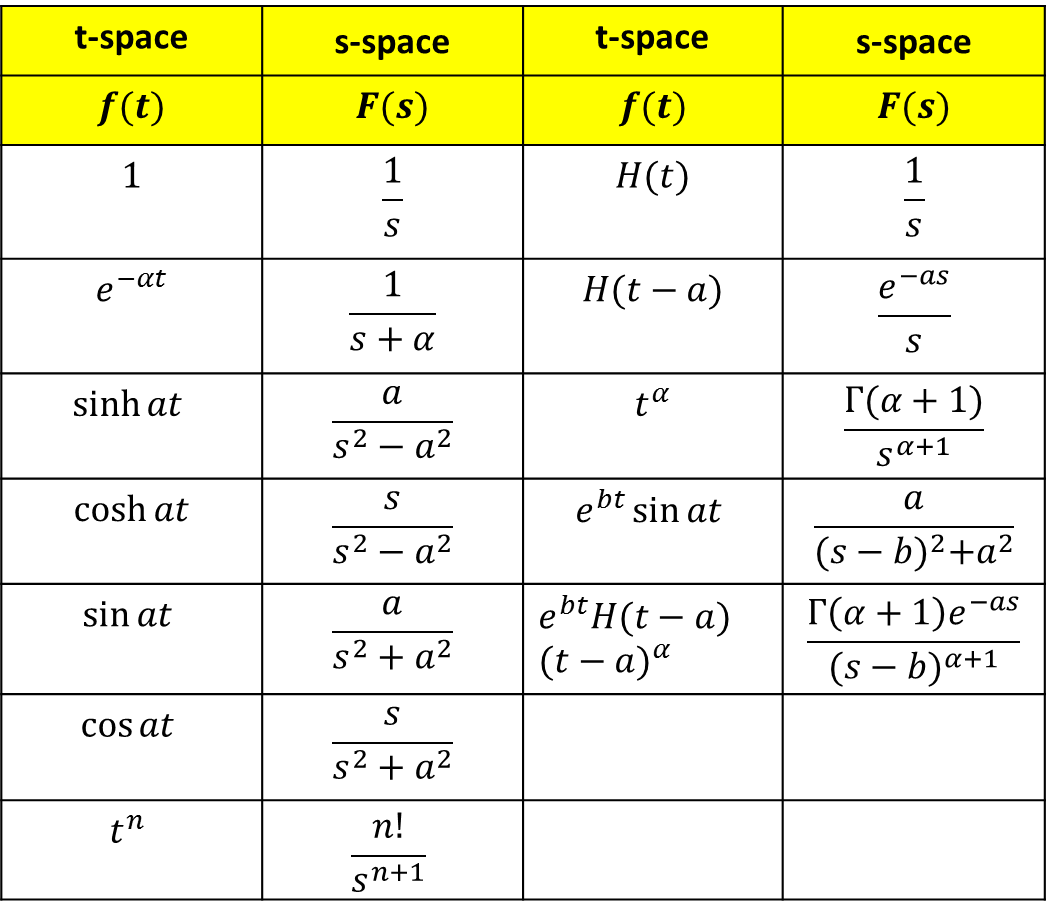 t-space s-space t-space s-space
f(t) F(s) f(t) F(s)
1 1/s H(t) 1/s
e^{−αt} 1/(s + α) H(t − a) e^{−as}/s
sinh at a/(s² − a²) t^α Γ(α + 1)/s^{α+1}
cosh at s/(s² − a²) e^{bt} sin at a/((s − b)²+a²)
sin at a/(s² + a²) e^{bt}H(t − a) (t − a)^α Γ(α + 1)e^{−as}/(s − b)^{α+1}
cos at s/(s² + a²)
t^n n!/s^{n+1}